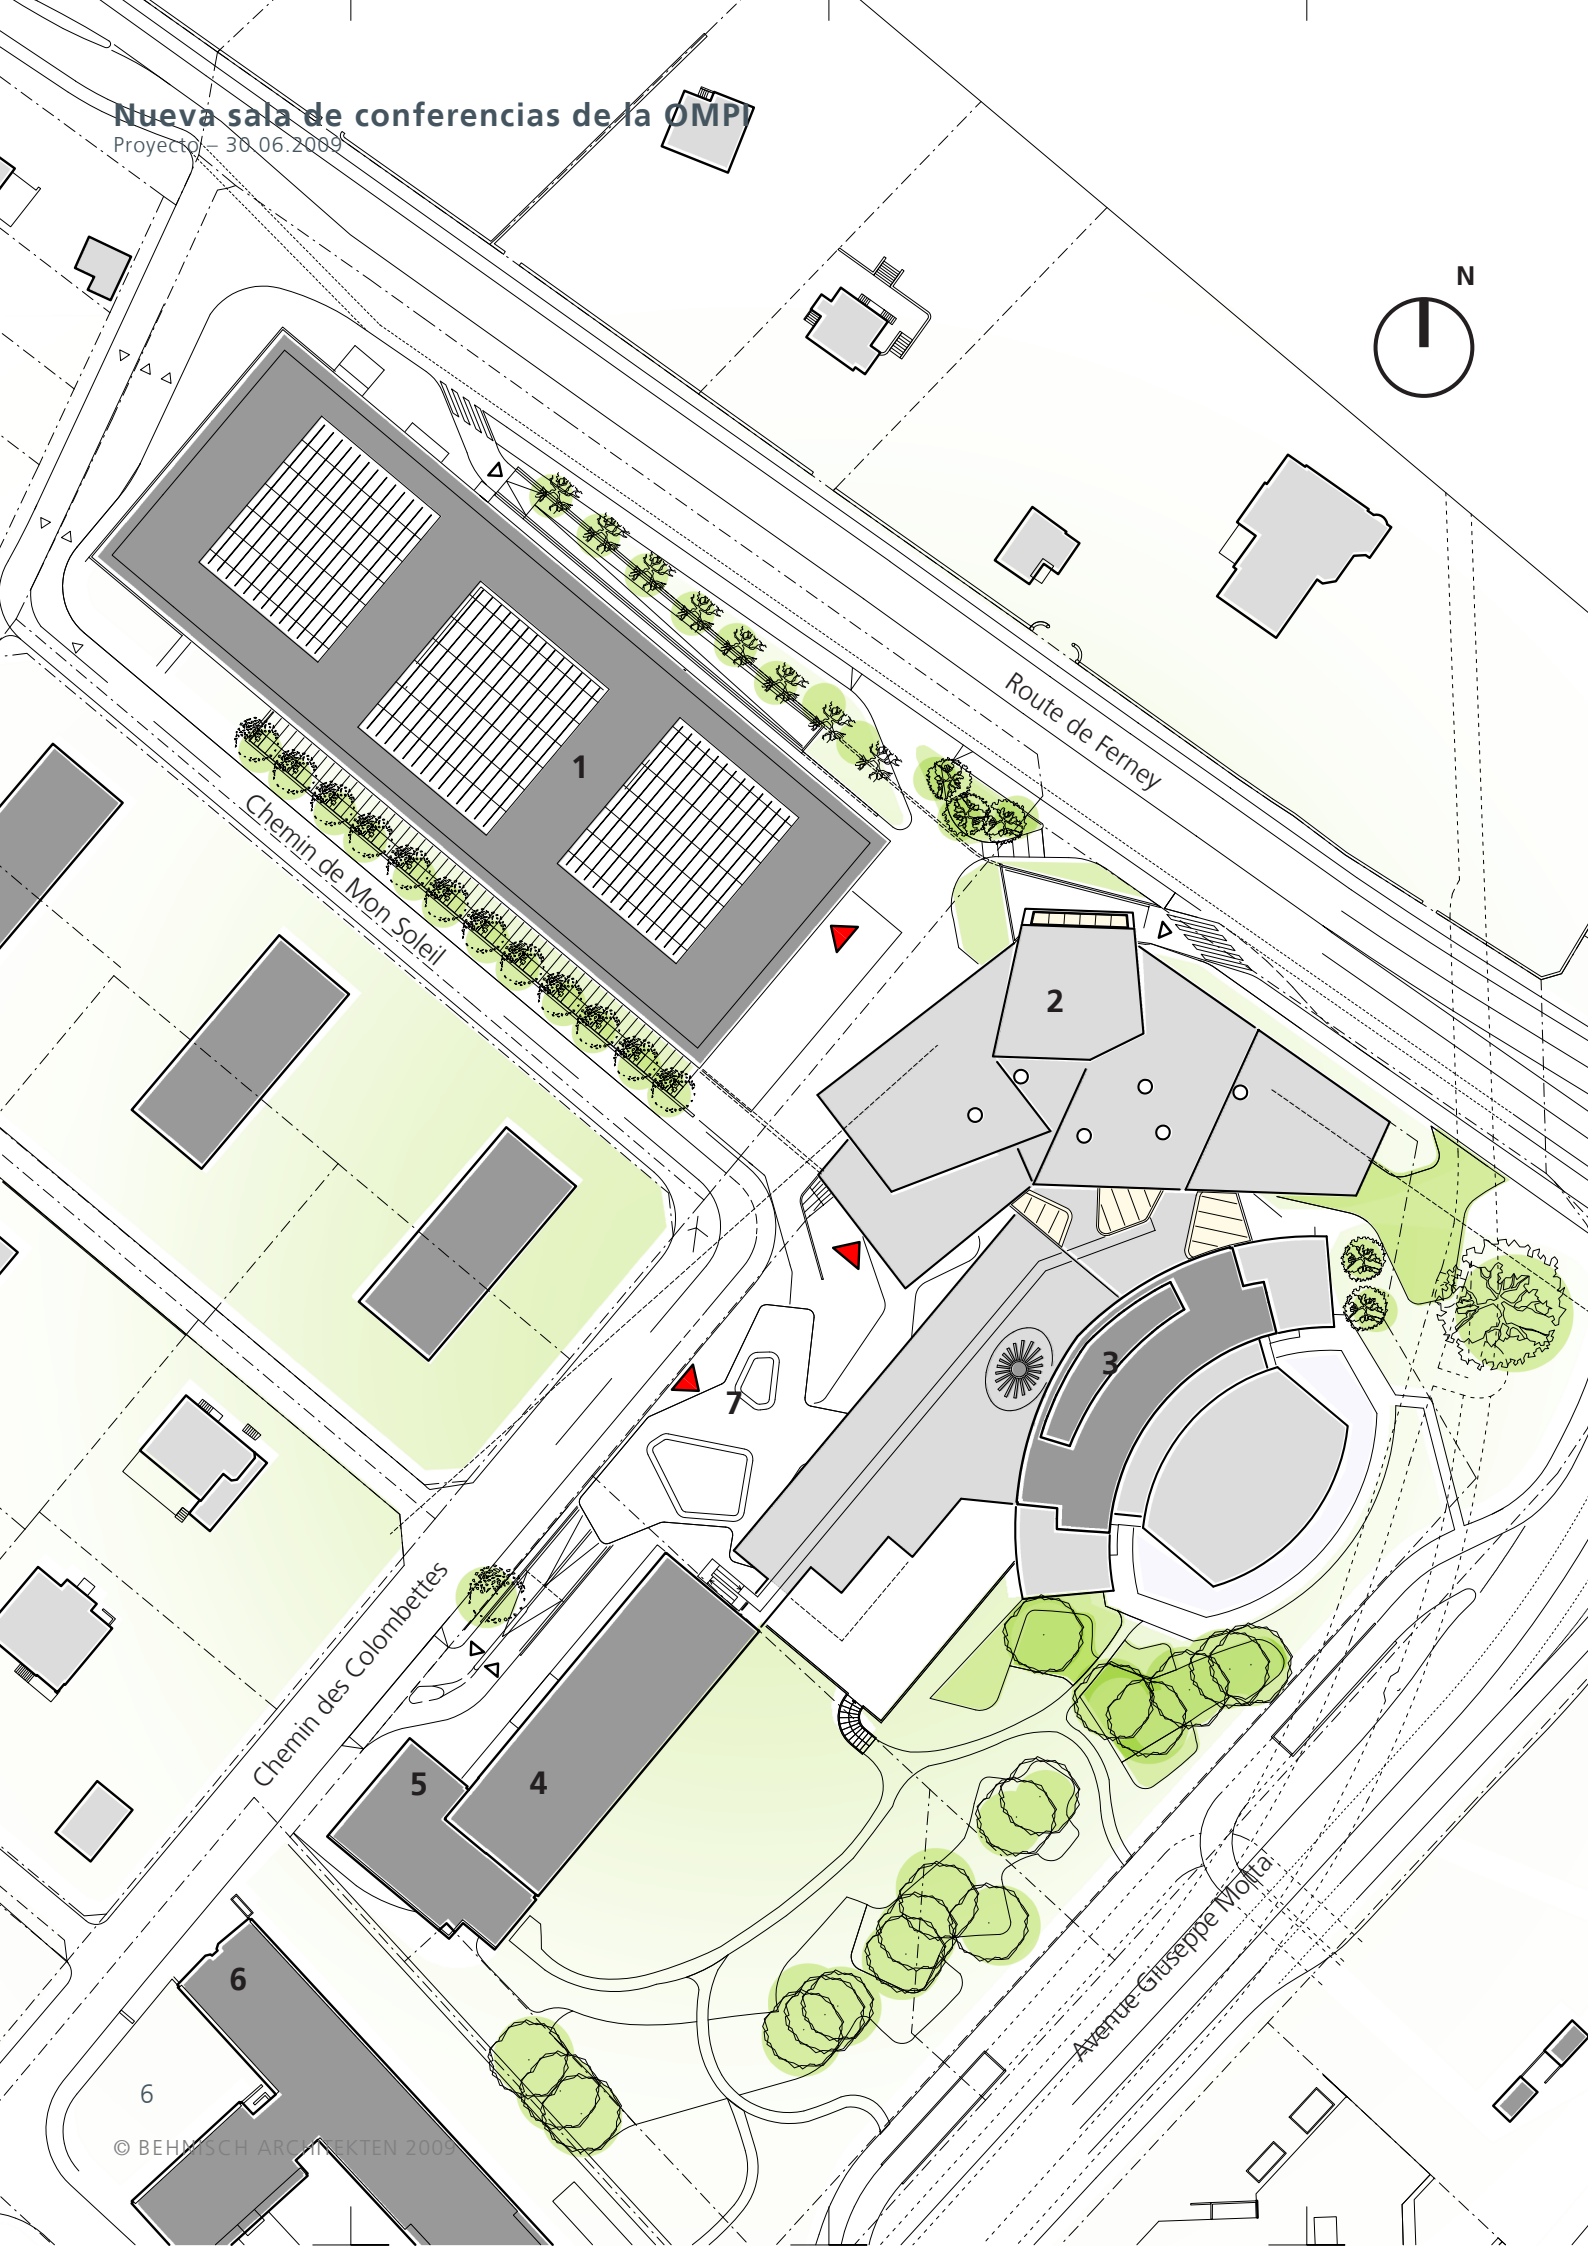 Nueva sala de conferencias de la OMPI
Proyecto – 30 06.2009
N
Route de Ferney
1
Chemin de Mon Soleil
2
3
7
Chemin des Colombettes
5
4
Avenue Giuseppe Motta
6
6
© BEHNISCH ARCHITEKTEN 2009